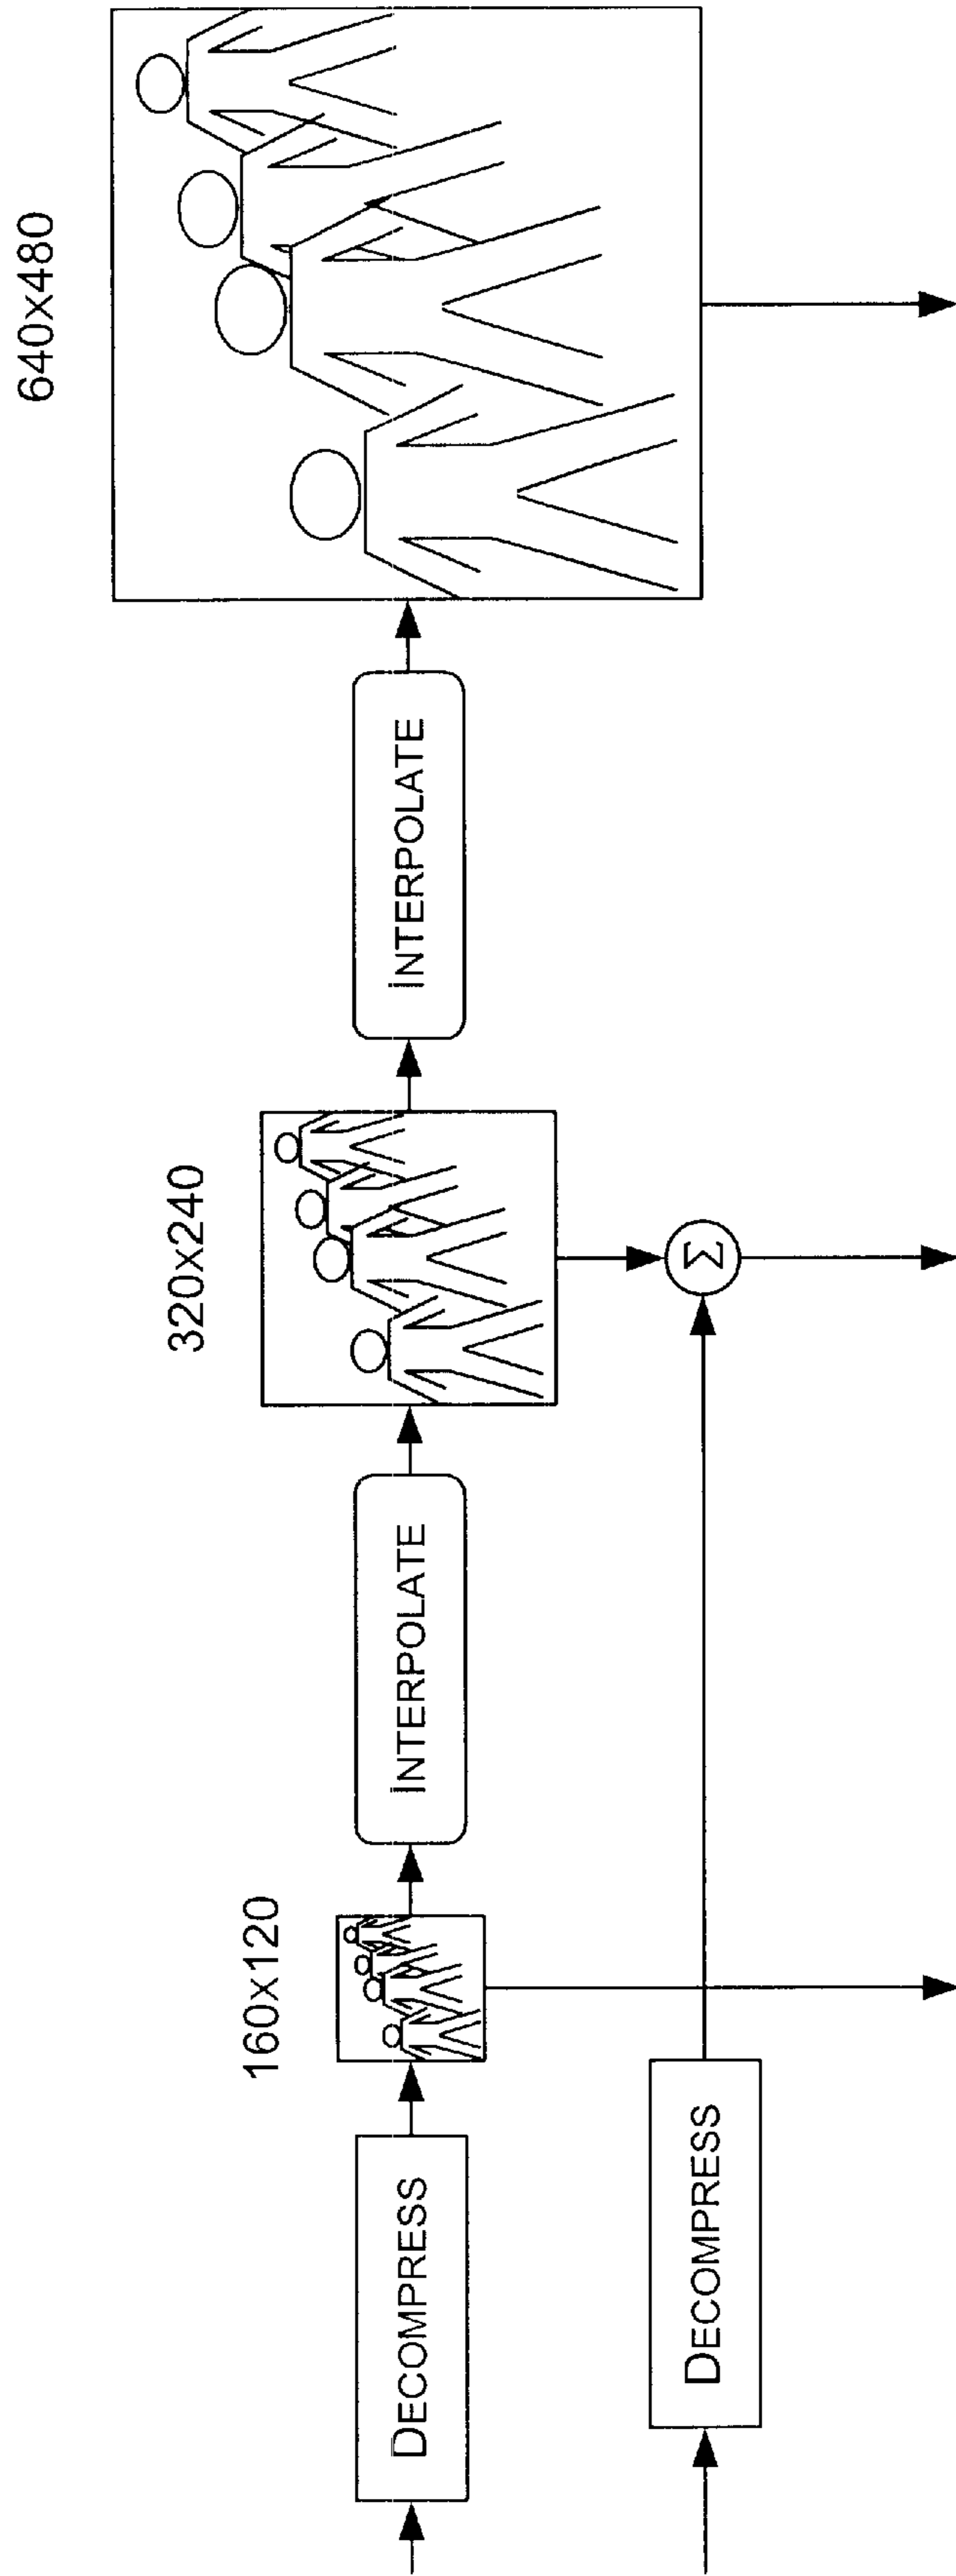 160x120
320x240
640x480
DECOMPRESS
INTERPOLATE
INTERPOLATE
Σ
DECOMPRESS